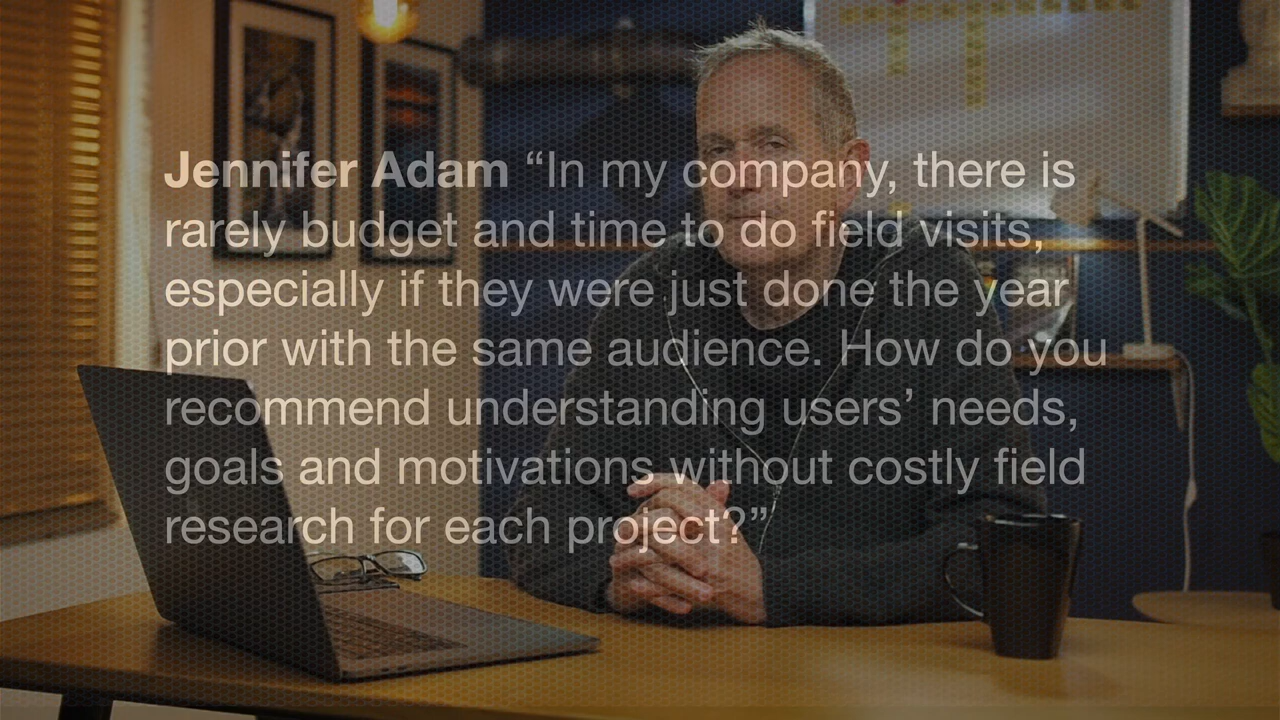 Jennifer Adam “In my company, there is
rarely budget and time to do field visits,
especially if they were just done the year
prior with the same audience. How do you
recommend understanding users’ needs,
goals and motivations without costly field
research for each project?”